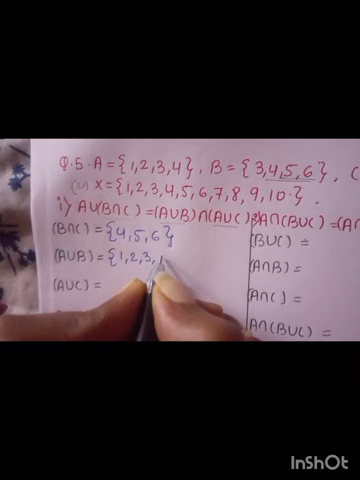 Q.5. A = {1,2,3,4}, B = {3,4,5,6}, C
(ii) X = {1,2,3,4,5,6,7,8,9,10.}.
i) A∪(B∩C) = (A∪B)∩(A∪C)
A∩(B∪C) = (A∩
(B∩C) = {4,5,6}
(A∪B) = {1,2,3,
(A∪C) =
(B∪C) =
(A∩B) =
(A∩C) =
A∩(B∪C) =
InShOt